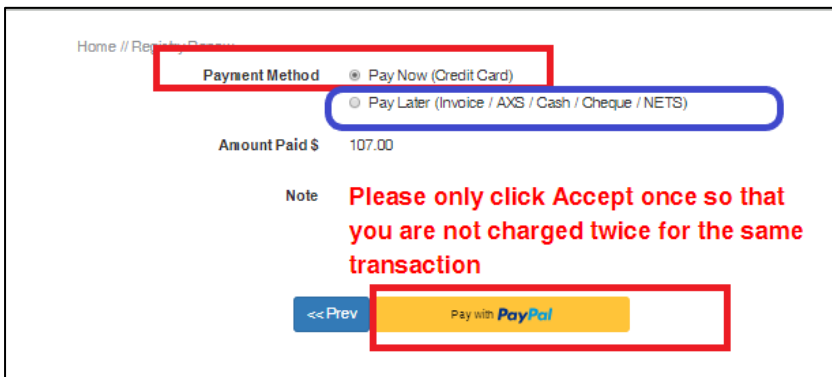 Home // Registry Renew
Payment Method Pay Now (Credit Card)
Pay Later (Invoice / AXS / Cash / Cheque / NETS)
Amount Paid $ 107.00
Note Please only click Accept once so that
you are not charged twice for the same
transaction
<< Prev Pay with PayPal